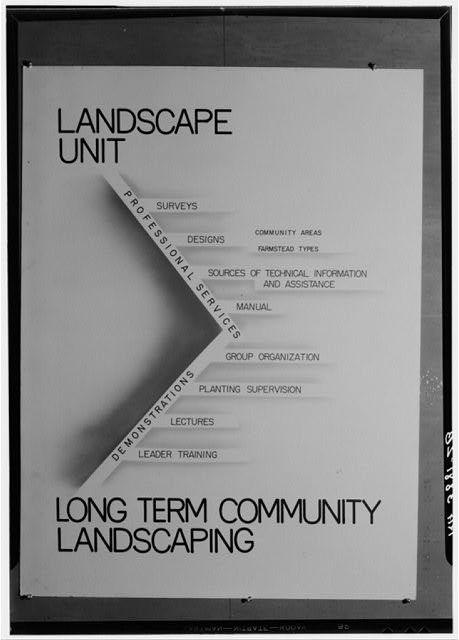 LANDSCAPE
UNIT
PROFESSIONAL SERVICES
SURVEYS
DESIGNS
COMMUNITY AREAS
FARMSTEAD TYPES
SOURCES OF TECHNICAL INFORMATION
AND ASSISTANCE
MANUAL
DEMONSTRATIONS
GROUP ORGANIZATION
PLANTING SUPERVISION
LECTURES
LEADER TRAINING
LONG TERM COMMUNITY
LANDSCAPING